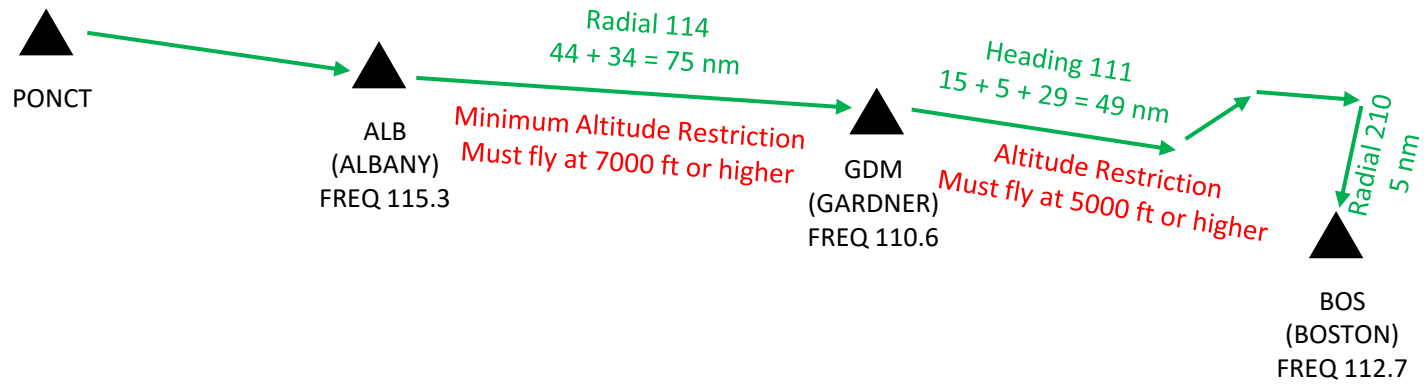 PONCT
ALB
(ALBANY)
FREQ 115.3
Radial 114
44 + 34 = 75 nm
Minimum Altitude Restriction
Must fly at 7000 ft or higher
GDM
(GARDNER)
FREQ 110.6
Heading 111
15 + 5 + 29 = 49 nm
Altitude Restriction
Must fly at 5000 ft or higher
Radial 210
5 nm
BOS
(BOSTON)
FREQ 112.7